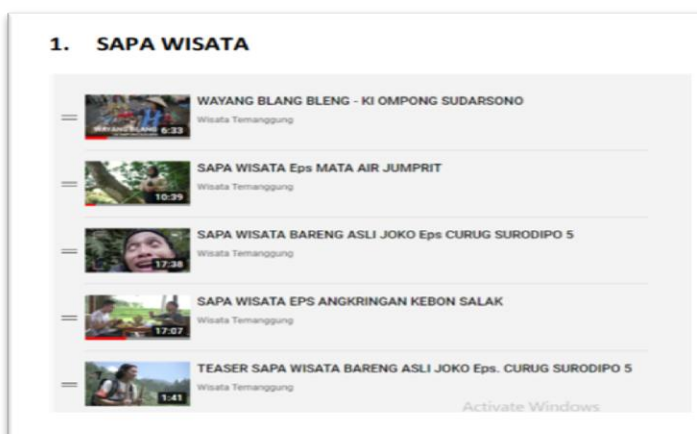 1. SAPA WISATA
WAYANG BLANG BLENG - KI OMPONG SUDARSONO
Wisata Temanggung
WAYANG BLANG 6:33
SAPA WISATA Eps MATA AIR JUMPRIT
Wisata Temanggung
10:39
SAPA WISATA BARENG ASLI JOKO Eps CURUG SURODIPO 5
Wisata Temanggung
17:38
SAPA WISATA EPS ANGKRINGAN KEBON SALAK
Wisata Temanggung
17:07
TEASER SAPA WISATA BARENG ASLI JOKO Eps. CURUG SURODIPO 5
Wisata Temanggung
1:41
Activate Windows